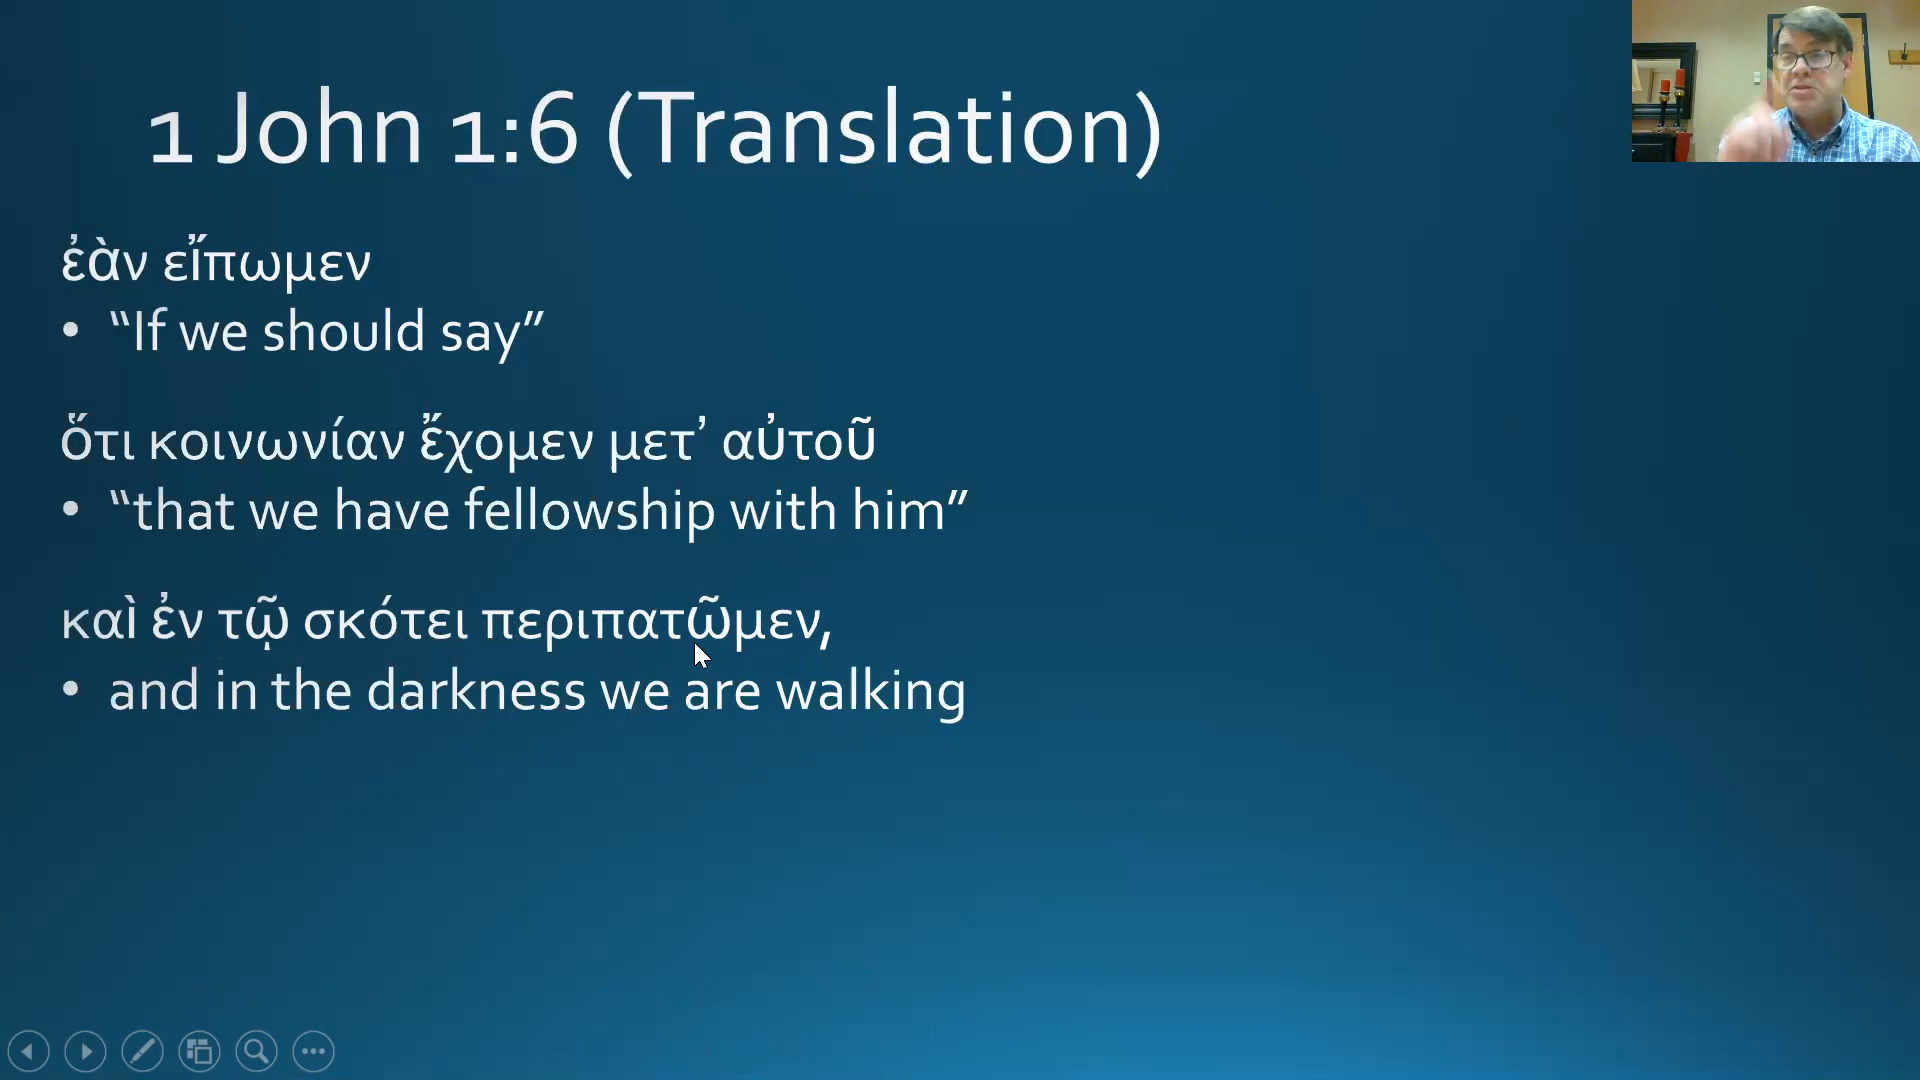 1 John 1:6 (Translation)
ἐὰν εἴπωμεν
• “If we should say”
ὅτι κοινωνίαν ἔχομεν μετ’ αὐτοῦ
• “that we have fellowship with him”
καὶ ἐν τῷ σκότει περιπατῶμεν,
• and in the darkness we are walking